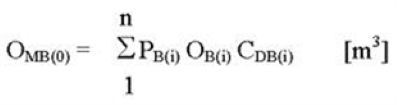 n
O_MB(0) = Σ P_B(i) O_B(i) C_DB(i) [m³]
1